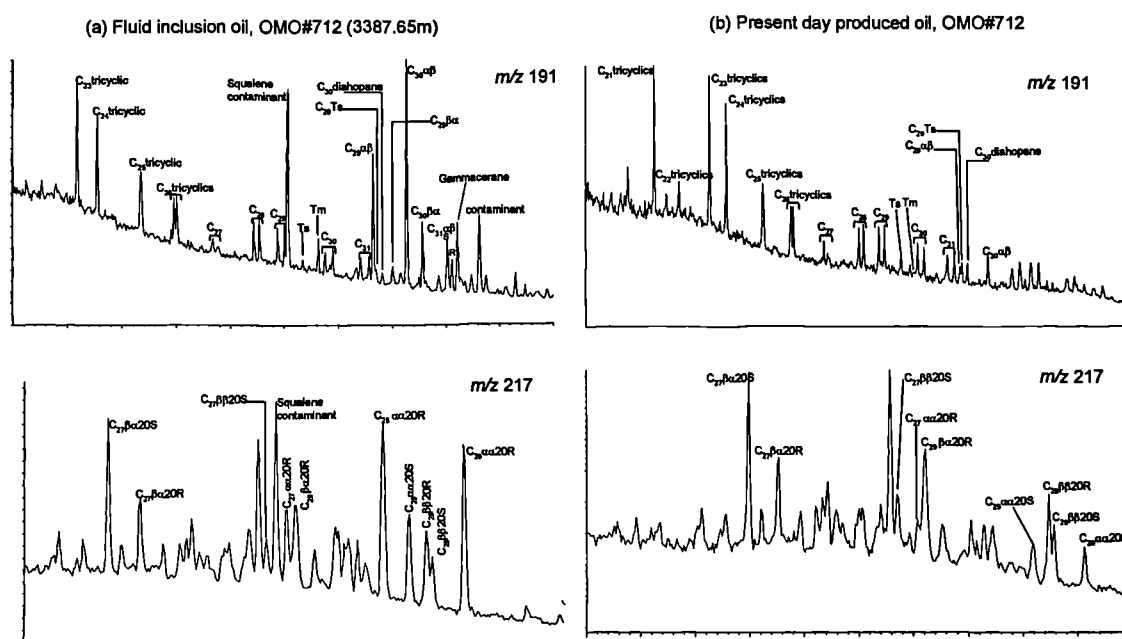 (a) Fluid inclusion oil, OMO#712 (3387.65m)
m/z 191
C₂₃tricyclic
C₂₄tricyclic
C₂₅tricyclic
C₂₆tricyclics
C₂₇
C₂₈
C₂₉
Ts
Tm
C₃₀
C₃₁
Squalene
contaminant
C₃₀diahopane
C₂₉Ts
C₂₉αβ
C₃₀αβ
C₂₉βα
C₃₀βα
C₃₁αβ
S
R
Gammacerane
contaminant
(b) Present day produced oil, OMO#712
m/z 191
C₂₁tricyclics
C₂₂tricyclics
C₂₃tricyclics
C₂₄tricyclics
C₂₅tricyclics
C₂₆tricyclics
C₂₇
C₂₈
C₂₉
Ts
Tm
C₃₀
C₃₁
C₂₉Ts
C₂₉αβ
C₃₀diahopane
C₃₀αβ
m/z 217
C₂₇βα20S
C₂₇βα20R
C₂₇ββ20S
Squalene
contaminant
C₂₇αα20R
C₂₉βα20R
C₂₈αα20R
C₂₉αα20S
C₂₉ββ20R
C₂₉ββ20S
C₂₉αα20R
m/z 217
C₂₇βα20S
C₂₇βα20R
C₂₇ββ20S
C₂₇αα20R
C₂₉βα20R
C₂₉αα20S
C₂₉ββ20R
C₂₉ββ20S
C₂₉αα20R